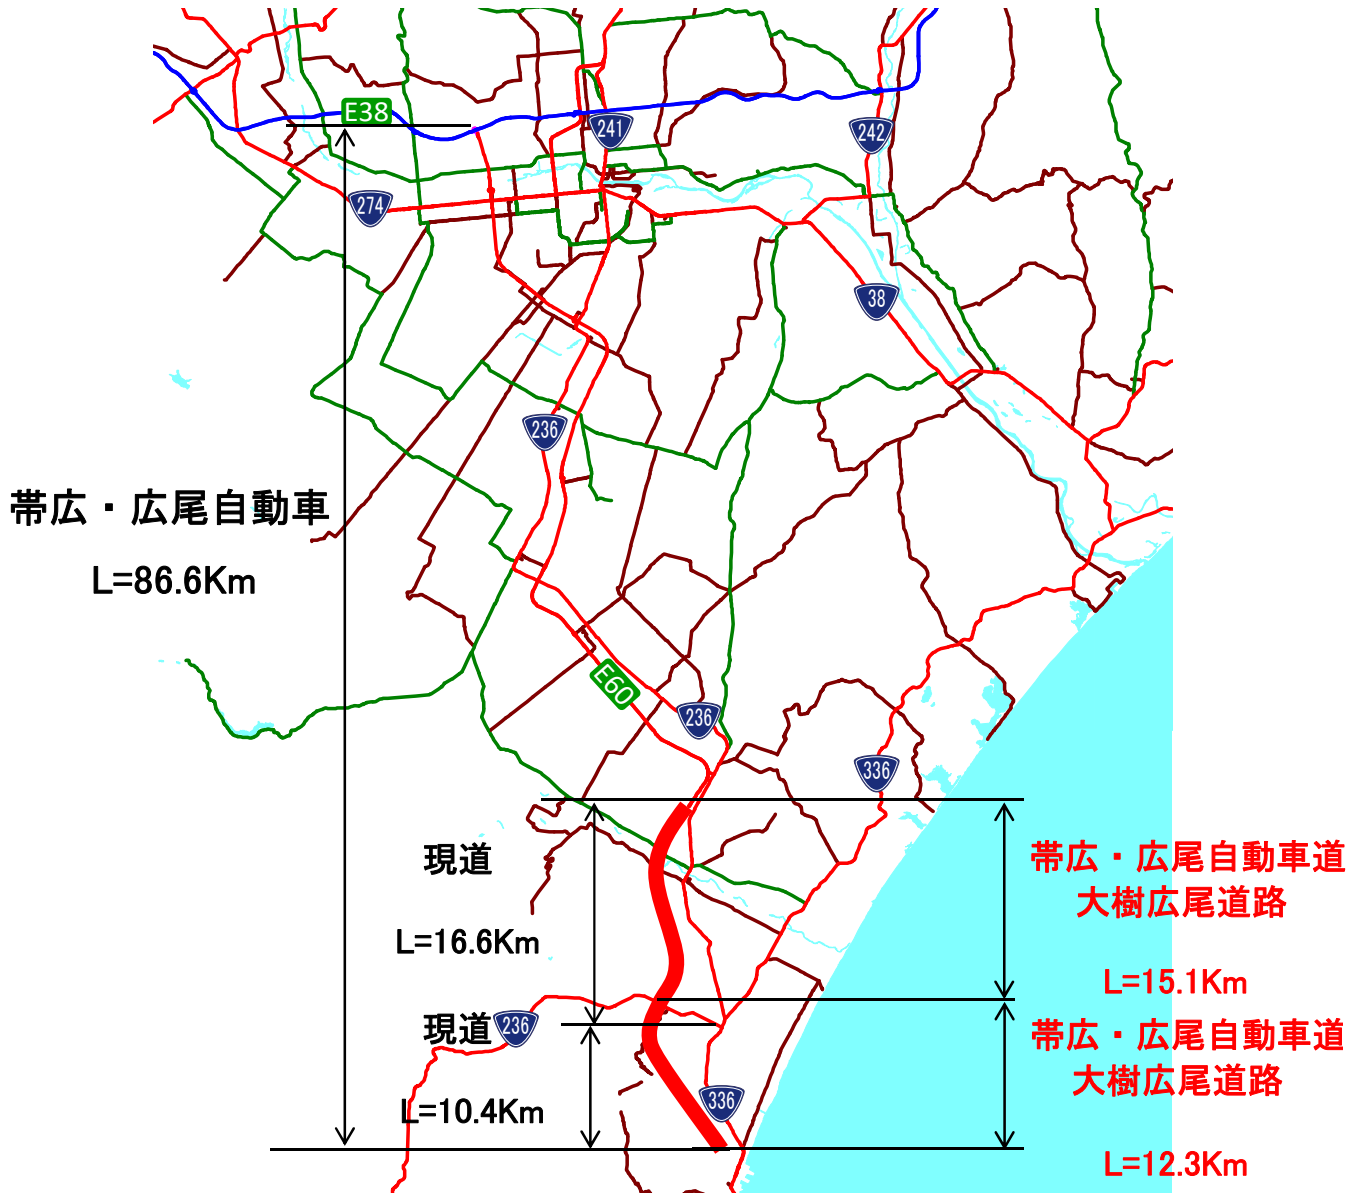 E38
241
242
274
38
236
帯広・広尾自動車
L=86.6Km
E60
236
336
現道
L=16.6Km
帯広・広尾自動車道
大樹広尾道路
L=15.1Km
現道
236
L=10.4Km
336
帯広・広尾自動車道
大樹広尾道路
L=12.3Km